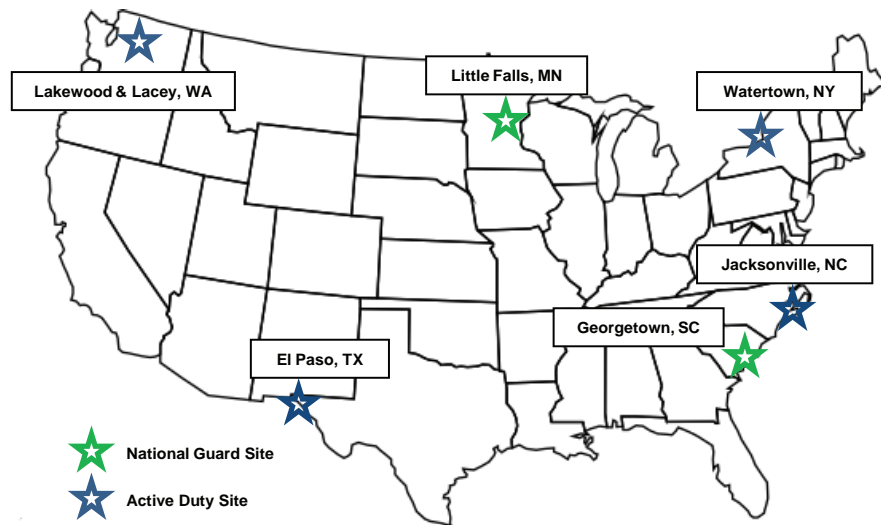 Little Falls, MN
Lakewood & Lacey, WA
Watertown, NY
Jacksonville, NC
Georgetown, SC
El Paso, TX
National Guard Site
Active Duty Site